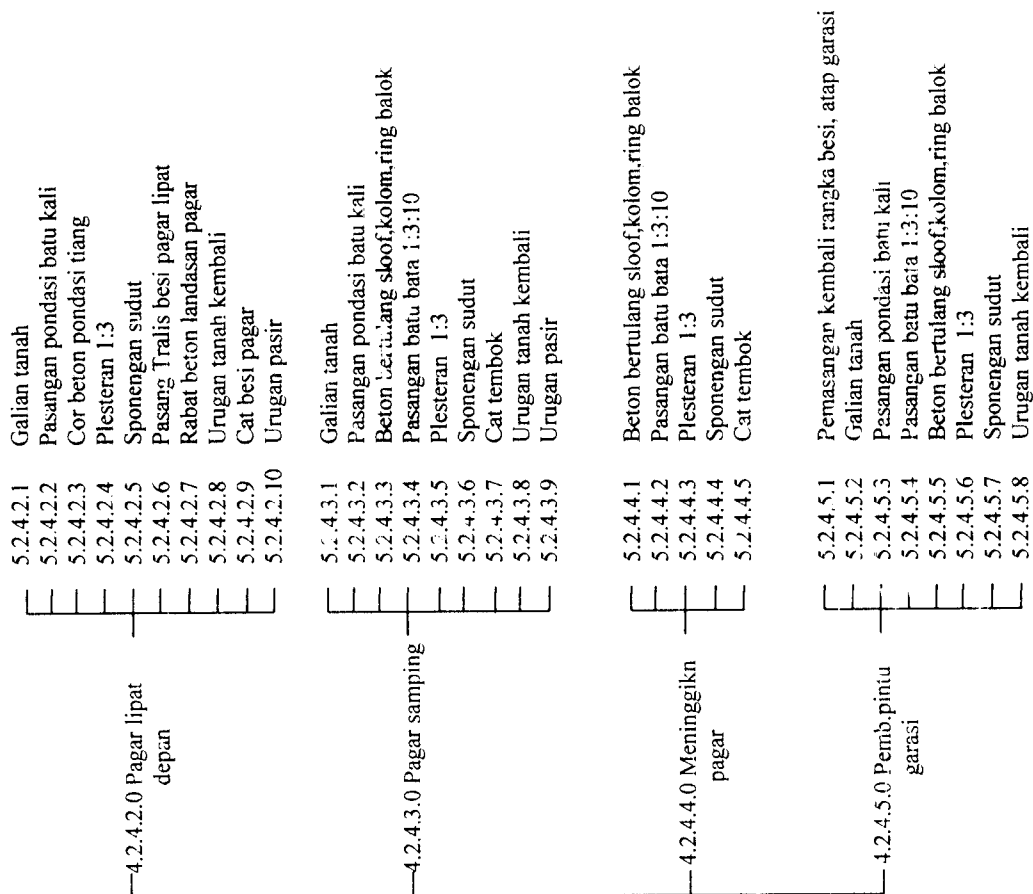 4.2.4.2.0 Pagar lipat
depan
5.2.4.2.1 Galian tanah
5.2.4.2.2 Pasangan pondasi batu kali
5.2.4.2.3 Cor beton pondasi tiang
5.2.4.2.4 Plesteran 1:3
5.2.4.2.5 Sponengan sudut
5.2.4.2.6 Pasang Tralis besi pagar lipat
5.2.4.2.7 Rabat beton landasan pagar
5.2.4.2.8 Urugan tanah kembali
5.2.4.2.9 Cat besi pagar
5.2.4.2.10 Urugan pasir
4.2.4.3.0 Pagar samping
5.2.4.3.1 Galian tanah
5.2.4.3.2 Pasangan pondasi batu kali
5.2.4.3.3 Beton bertulang sloof,kolom,ring balok
5.2.4.3.4 Pasangan batu bata 1:3:10
5.2.4.3.5 Plesteran 1:3
5.2.4.3.6 Sponengan sudut
5.2.4.3.7 Cat tembok
5.2.4.3.8 Urugan tanah kembali
5.2.4.3.9 Urugan pasir
4.2.4.4.0 Meninggikn
pagar
5.2.4.4.1 Beton bertulang sloof,kolom,ring balok
5.2.4.4.2 Pasangan batu bata 1:3:10
5.2.4.4.3 Plesteran 1:3
5.2.4.4.4 Sponengan sudut
5.2.4.4.5 Cat tembok
4.2.4.5.0 Pemb.pintu
garasi
5.2.4.5.1 Pemasangan kembali rangka besi, atap garasi
5.2.4.5.2 Galian tanah
5.2.4.5.3 Pasangan pondasi batu kali
5.2.4.5.4 Pasangan batu bata 1:3:10
5.2.4.5.5 Beton bertulang sloof,kolom,ring balok
5.2.4.5.6 Plesteran 1:3
5.2.4.5.7 Sponengan sudut
5.2.4.5.8 Urugan tanah kembali